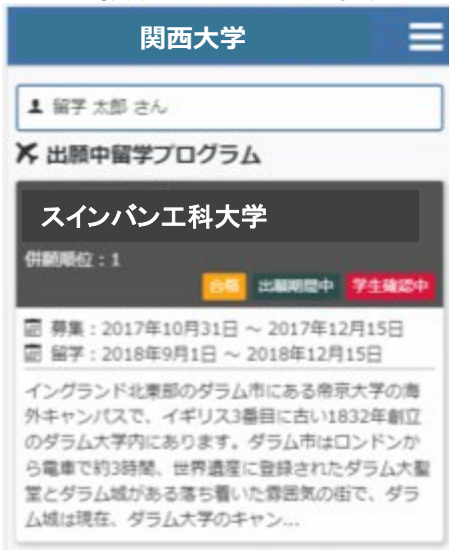 関西大学
留学 太郎 さん
出願中留学プログラム
スインバン工科大学
併願順位：1
合格 出願期間中 学生確認中
募集：2017年10月31日 ～ 2017年12月15日
留学：2018年9月1日 ～ 2018年12月15日
イングランド北東部のダラム市にある帝京大学の海
外キャンパスで、イギリス3番目に古い1832年創立
のダラム大学内にあります。ダラム市はロンドンか
ら電車で約3時間、世界遺産に登録されたダラム大聖
堂とダラム城がある落ち着いた雰囲気の街で、ダラ
ム城は現在、ダラム大学のキャン...